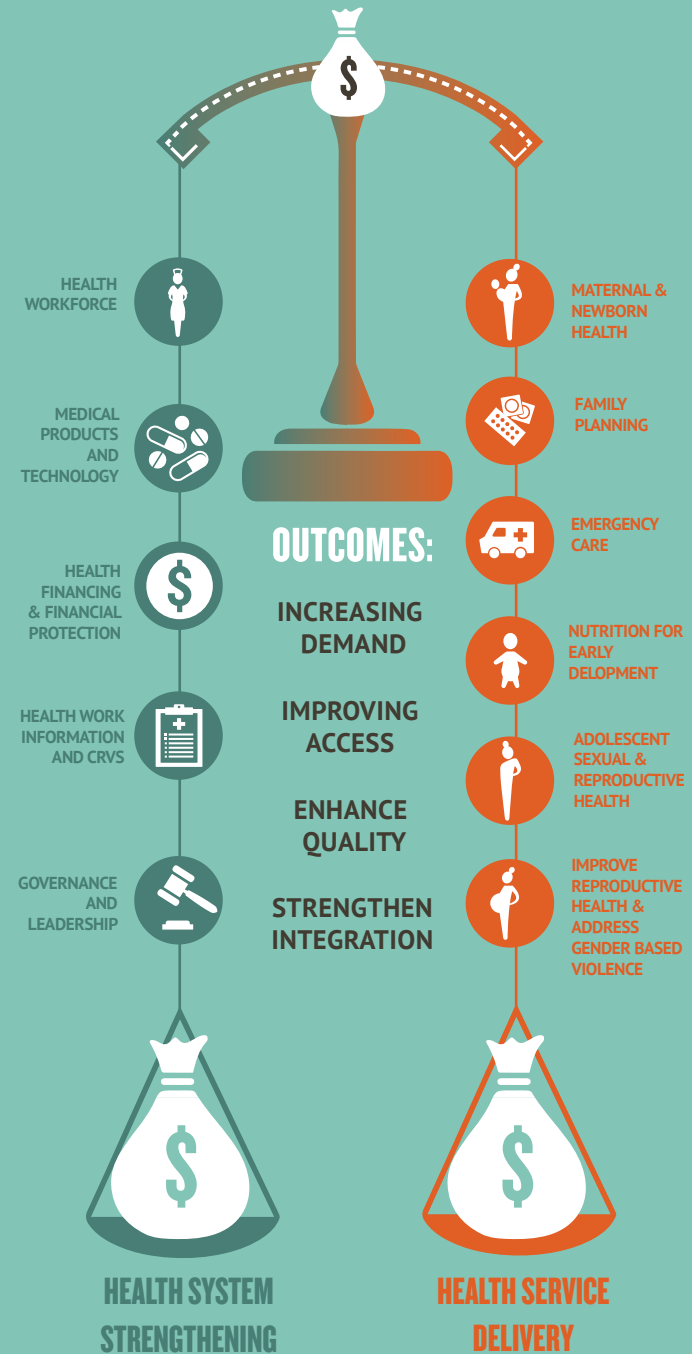 $
HEALTH
WORKFORCE
MEDICAL
PRODUCTS
AND
TECHNOLOGY
$
HEALTH
FINANCING
& FINANCIAL
PROTECTION
HEALTH WORK
INFORMATION
AND CRVS
GOVERNANCE
AND
LEADERSHIP
OUTCOMES:
INCREASING
DEMAND
IMPROVING
ACCESS
ENHANCE
QUALITY
STRENGTHEN
INTEGRATION
MATERNAL &
NEWBORN
HEALTH
FAMILY
PLANNING
EMERGENCY
CARE
NUTRITION FOR
EARLY
DELOPMENT
ADOLESCENT
SEXUAL &
REPRODUCTIVE
HEALTH
IMPROVE
REPRODUCTIVE
HEALTH &
ADDRESS
GENDER BASED
VIOLENCE
$
HEALTH SYSTEM
STRENGTHENING
$
HEALTH SERVICE
DELIVERY